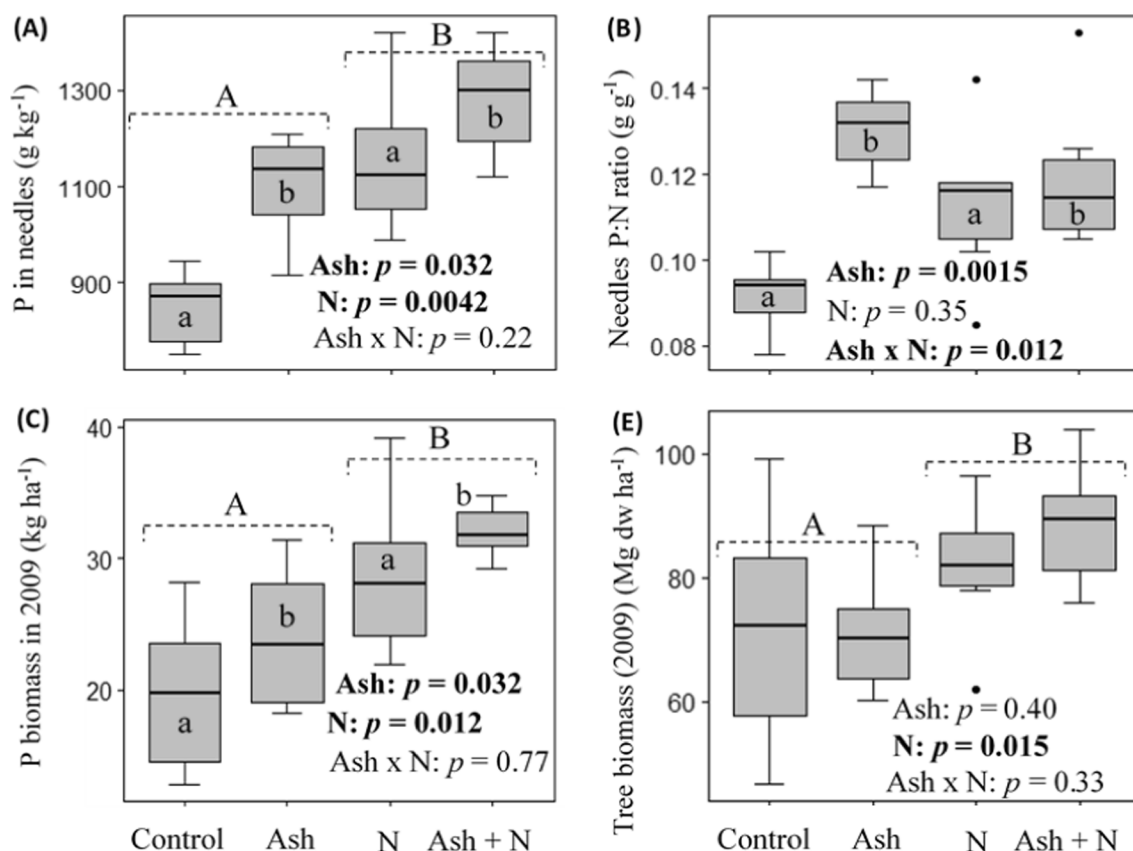 (A)
P in needles (g kg⁻¹)
1300
1100
900
A
B
a
b
a
b
Ash: p = 0.032
N: p = 0.0042
Ash x N: p = 0.22
(B)
Needles P:N ratio (g g⁻¹)
0.14
0.12
0.10
0.08
a
b
a
b
Ash: p = 0.0015
N: p = 0.35
Ash x N: p = 0.012
(C)
P biomass in 2009 (kg ha⁻¹)
40
30
20
A
B
a
b
a
b
Ash: p = 0.032
N: p = 0.012
Ash x N: p = 0.77
Control Ash N Ash + N
(E)
Tree biomass (2009) (Mg dw ha⁻¹)
100
80
60
A
B
Ash: p = 0.40
N: p = 0.015
Ash x N: p = 0.33
Control Ash N Ash + N